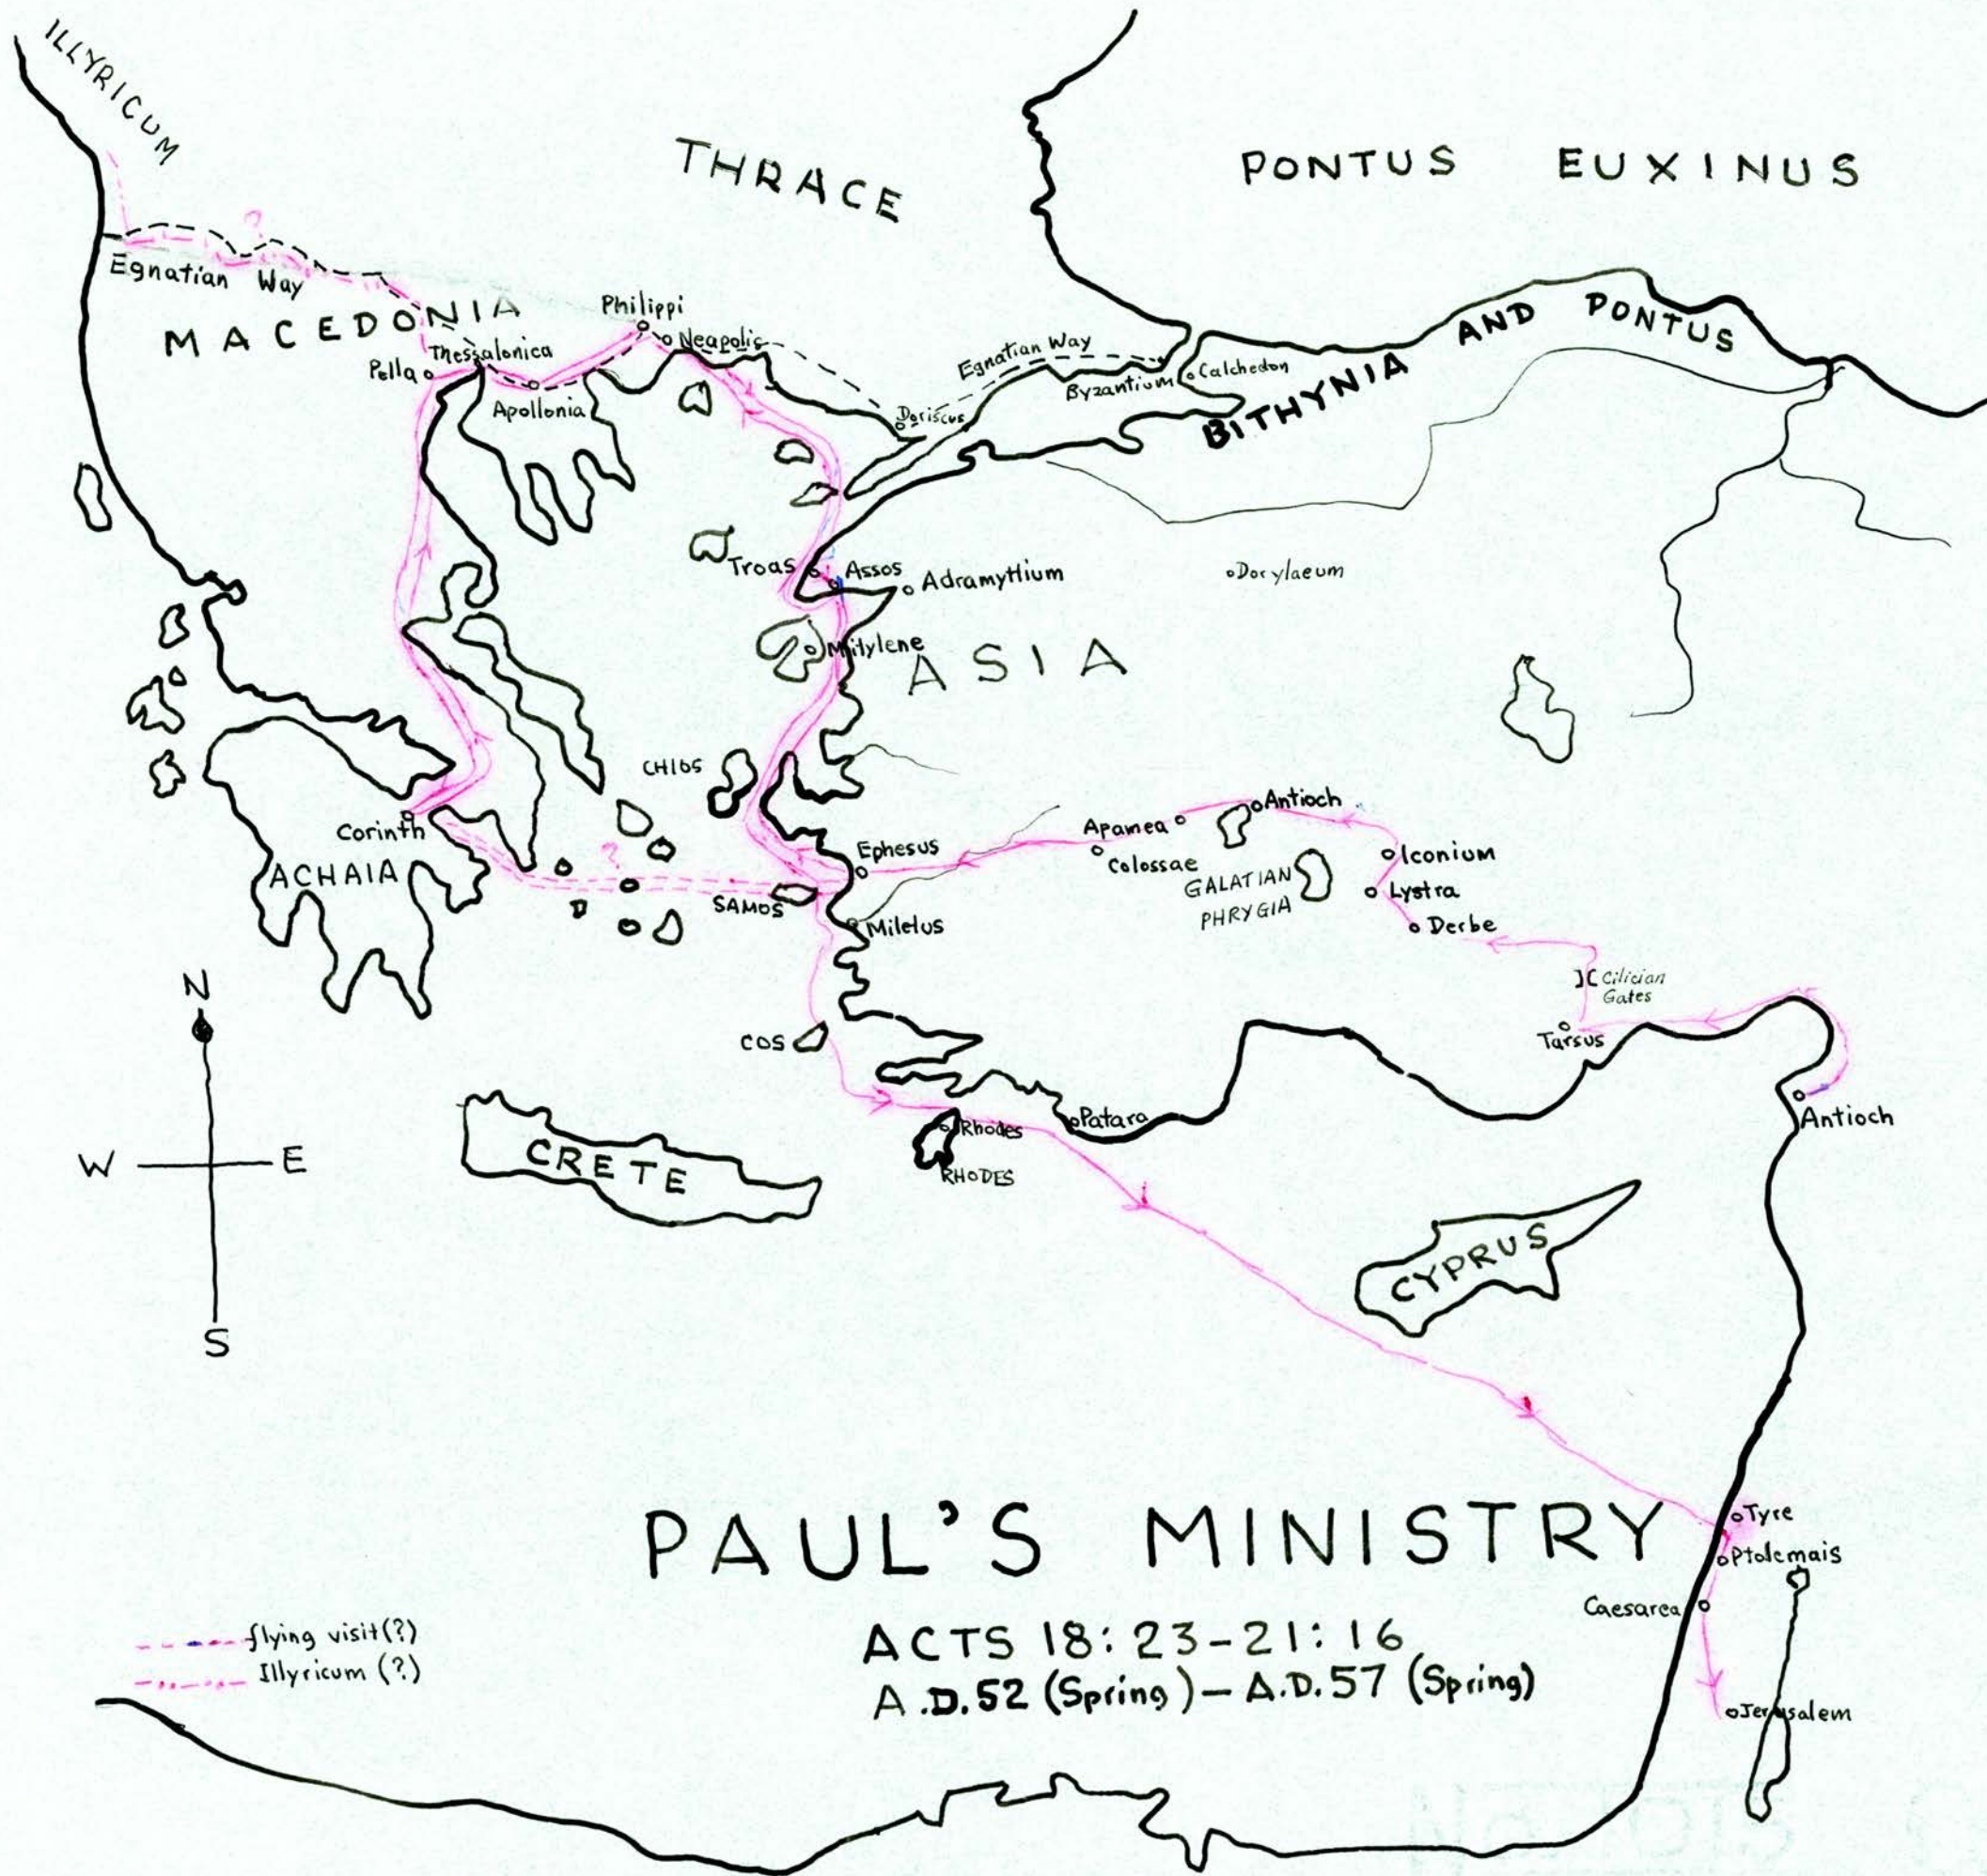 ILLYRICUM
THRACE
PONTUS EUXINUS
?
Egnatian Way
MACEDONIA
Philippi
Neapolis
Thessalonica
Pella
Apollonia
Doriscus
Egnatian Way
Byzantium
Calchedon
BITHYNIA AND PONTUS
Troas
Assos
Adramyttium
Dorylaeum
Mitylene
ASIA
CHIOS
Corinth
ACHAIA
?
SAMOS
Ephesus
Miletus
Apamea
Colossae
Antioch
GALATIAN
PHRYGIA
Iconium
Lystra
Derbe
Cilician
Gates
Tarsus
Antioch
N
W
E
S
COS
Rhodes
RHODES
Patara
CRETE
CYPRUS
PAUL'S MINISTRY
ACTS 18:23-21:16
A.D.52 (Spring) - A.D.57 (Spring)
Tyre
Ptolemais
Caesarea
Jerusalem
flying visit(?)
Illyricum (?)